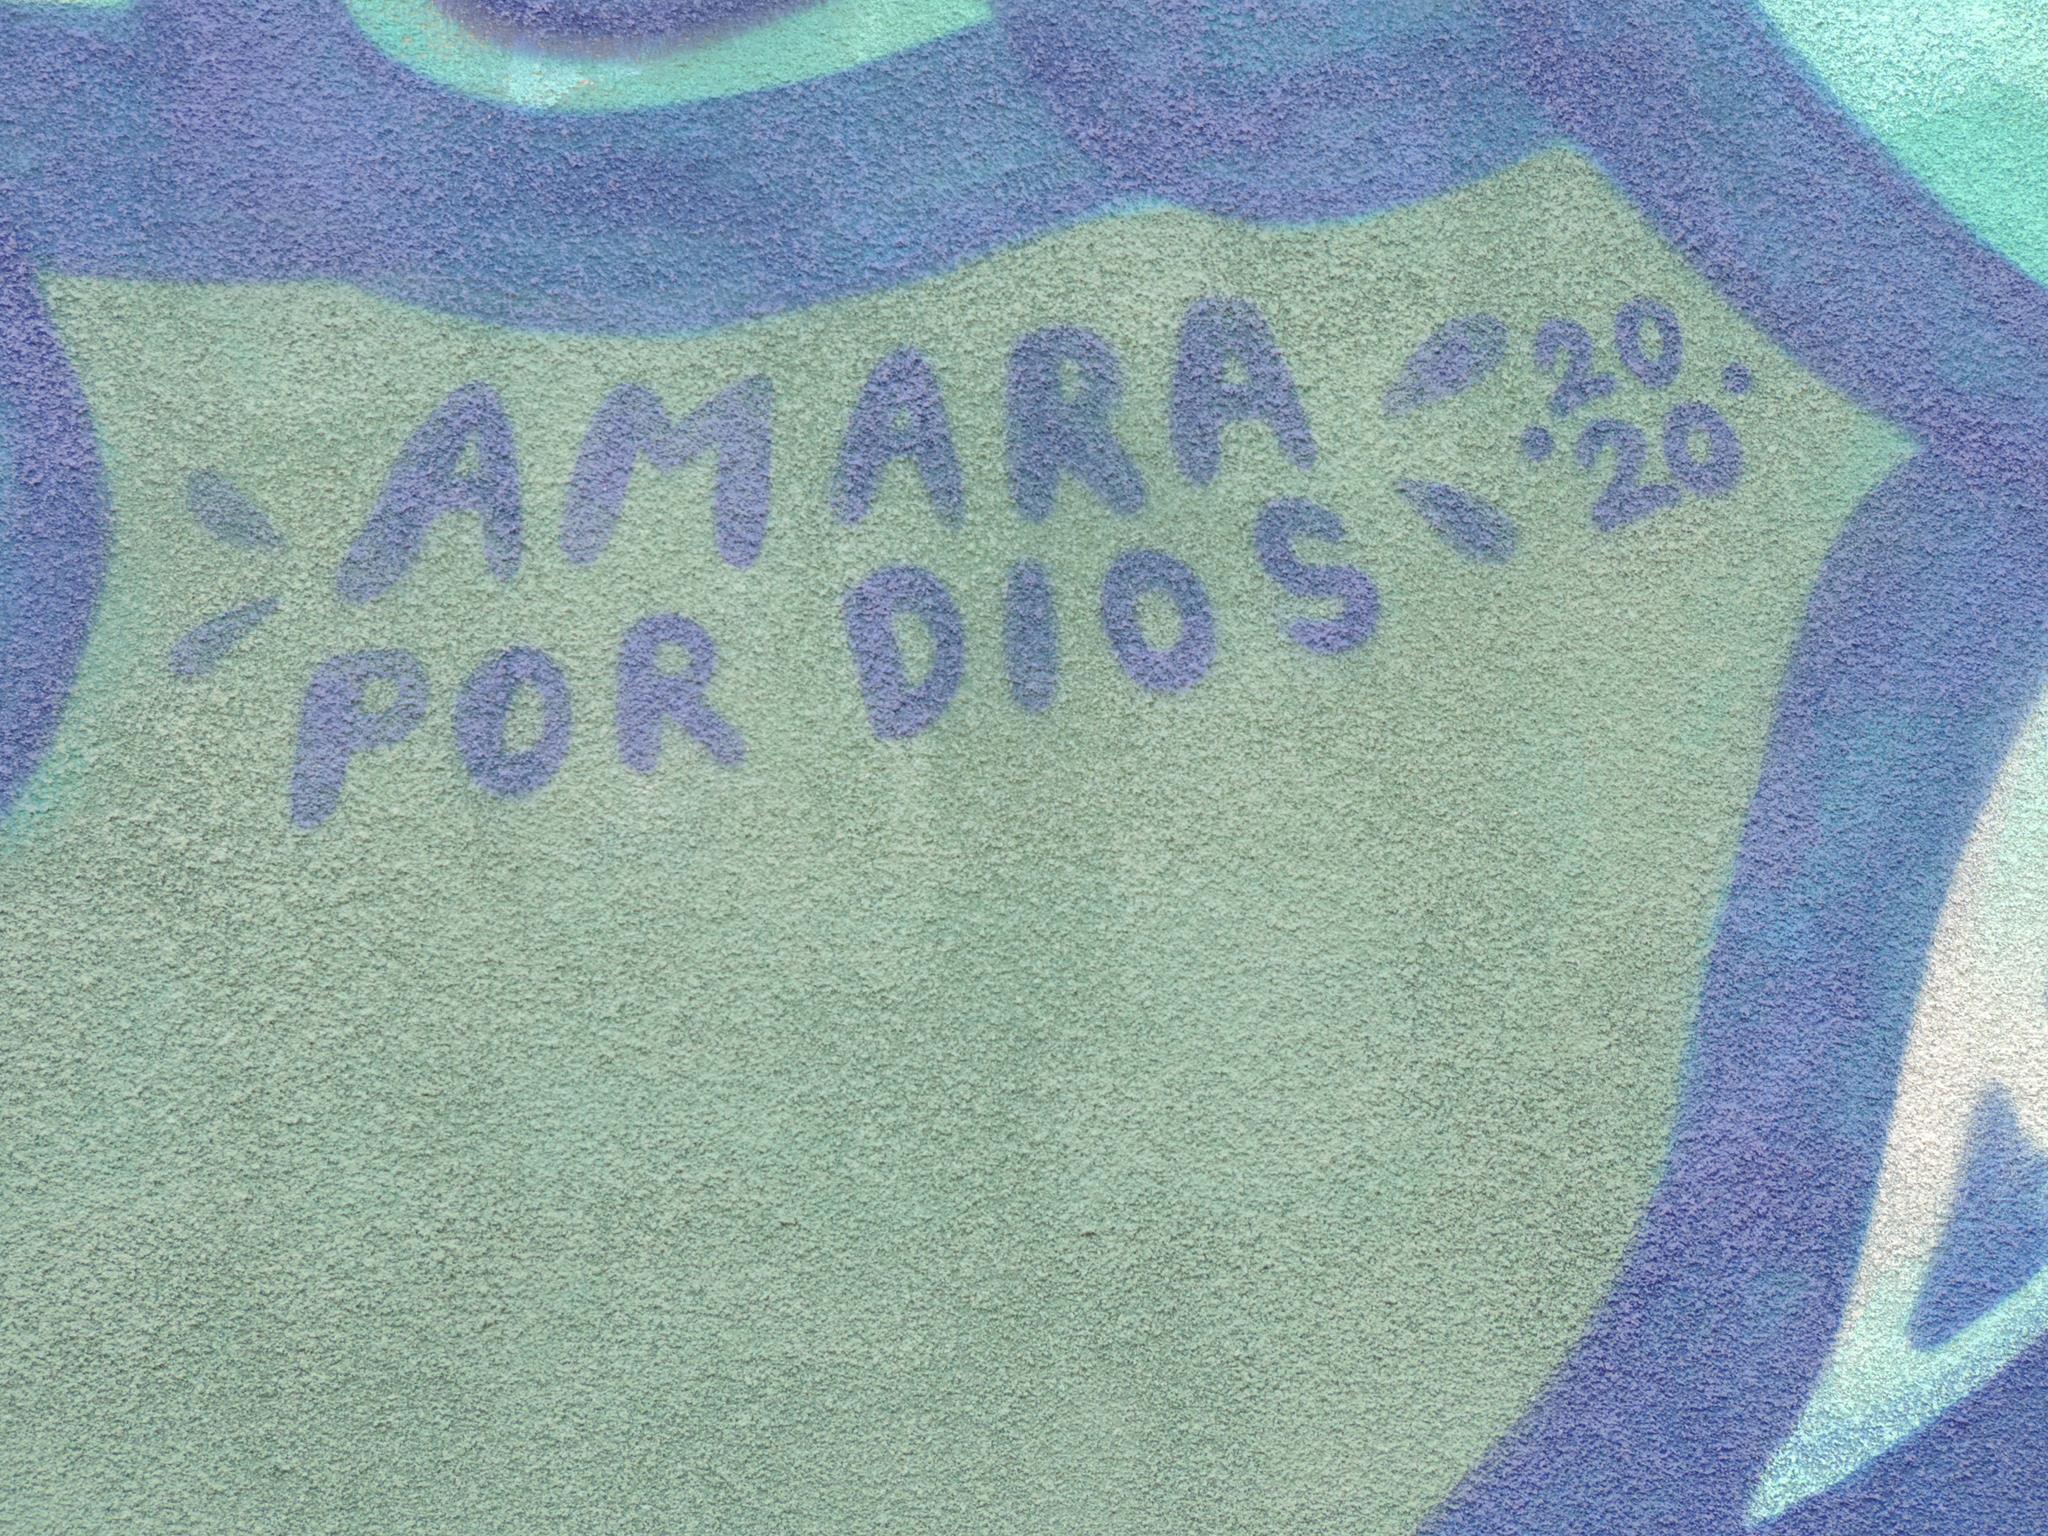 AMARA
POR DIOS
20.
.20